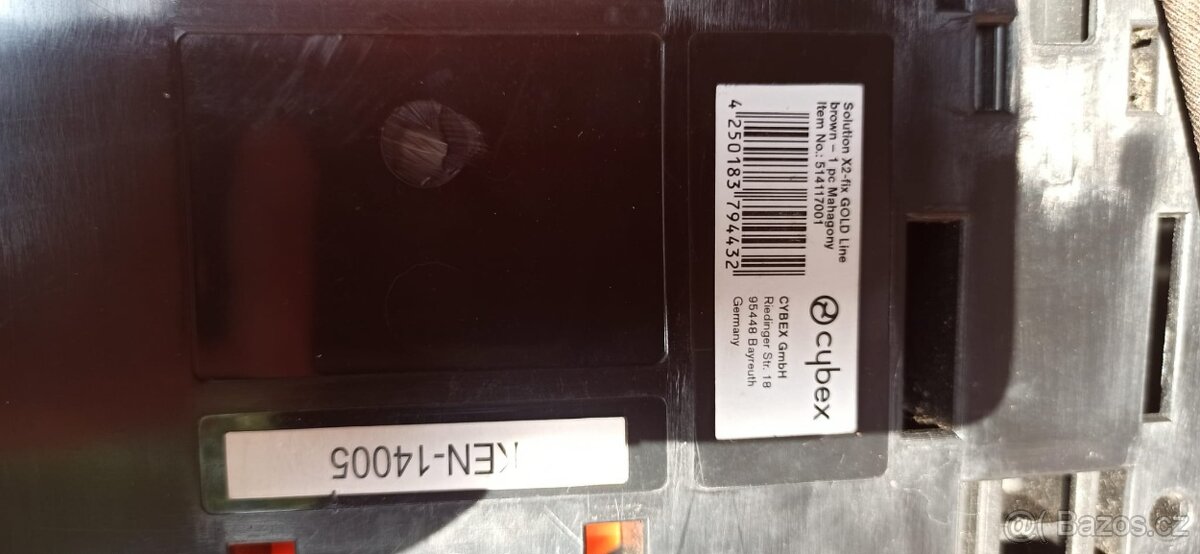 Solution X2-fix GOLD Line
brown – 1 pc Mahagony
Item No.: 514117001
4 250183 794432
cybex
CYBEX GmbH
Riedinger Str. 18
95448 Bayreuth
Germany
KEN-14005
@ Bazos.cz